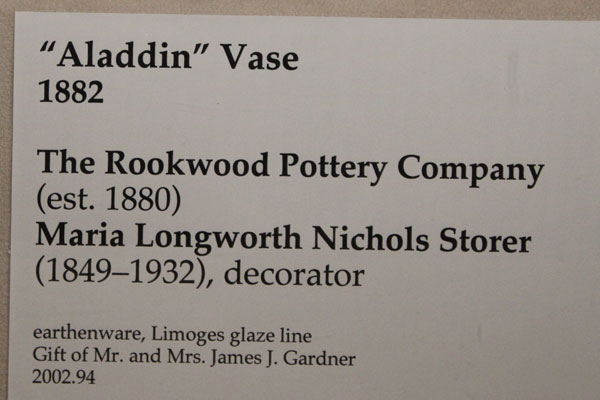 “Aladdin” Vase
1882
The Rookwood Pottery Company
(est. 1880)
Maria Longworth Nichols Storer
(1849–1932), decorator
earthenware, Limoges glaze line
Gift of Mr. and Mrs. James J. Gardner
2002.94